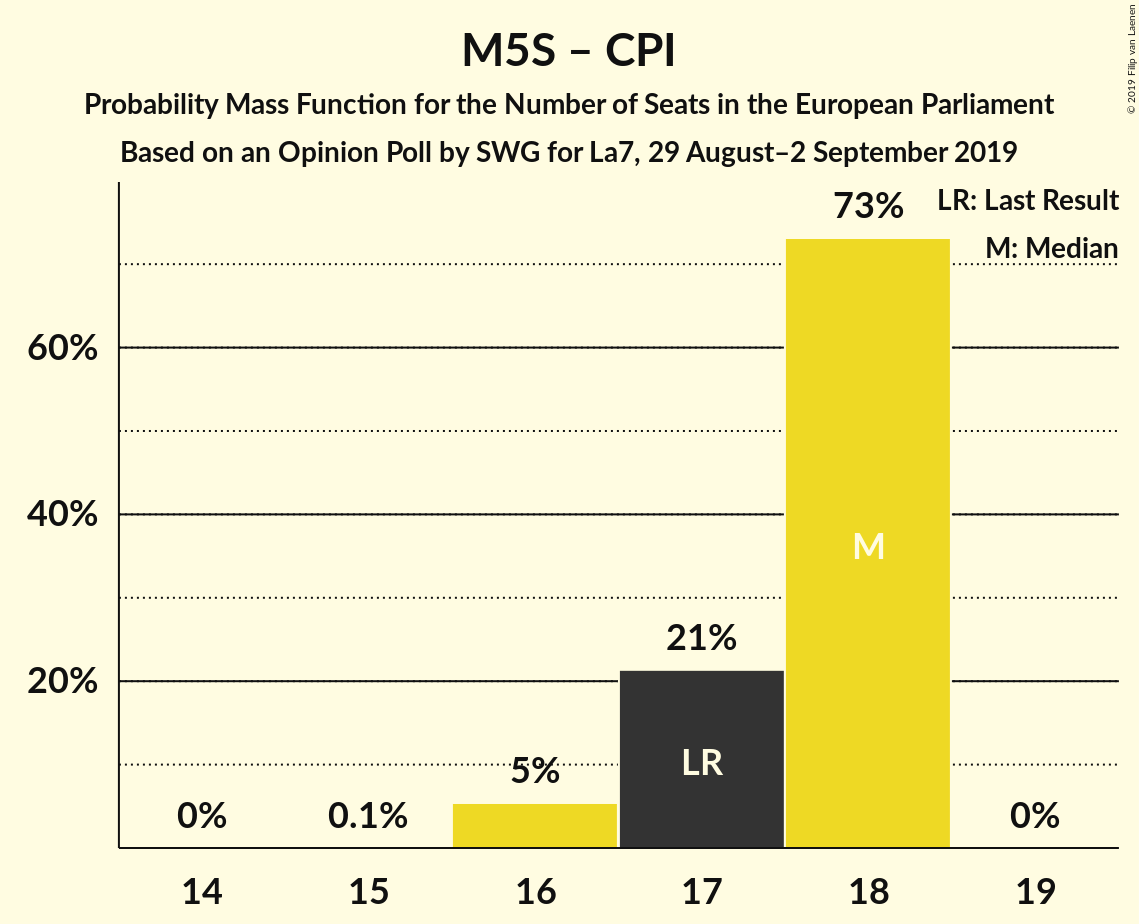 M5S – CPI
Probability Mass Function for the Number of Seats in the European Parliament
Based on an Opinion Poll by SWG for La7, 29 August–2 September 2019
© 2019 Filip van Laenen
LR: Last Result
M: Median
73%
60%
40%
M
21%
20%
LR
5%
0%
0.1%
0%
14
15
16
17
18
19